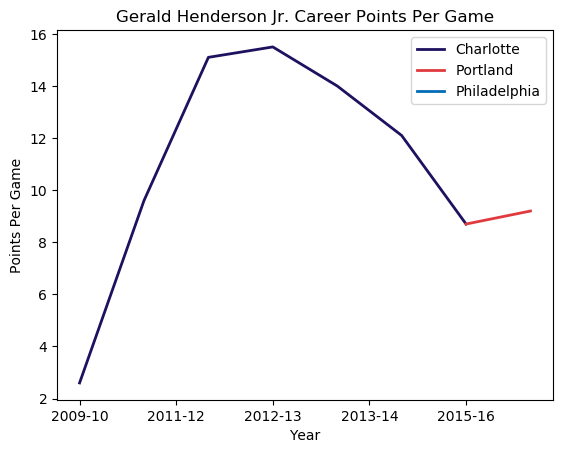 Gerald Henderson Jr. Career Points Per Game
Charlotte
Portland
Philadelphia
Points Per Game
16
14
12
10
8
6
4
2
2009-10
2011-12
2012-13
2013-14
2015-16
Year